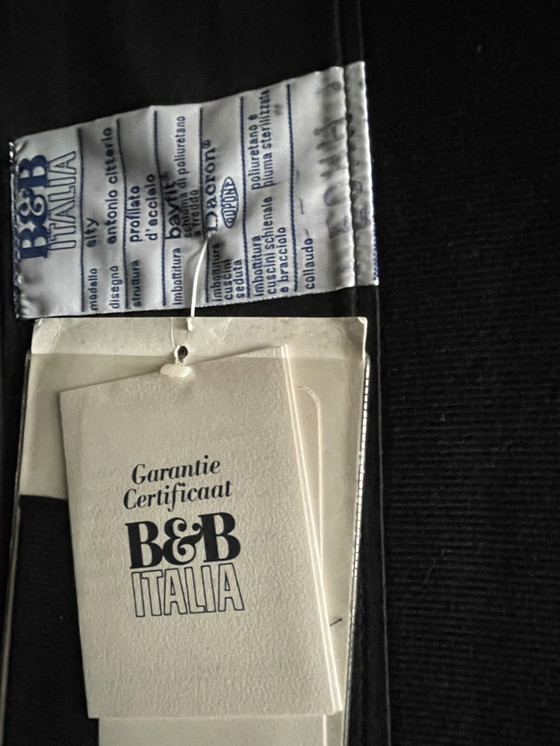 B&B
ITALIA
modello sity
disegno antonio citterio
struttura profilato
d'acciaio
imbottitura bayfit®
schiuma di poliuretano
a freddo
imbottitura Dacron®
cuscini
seduta DUPONT
imbottitura poliuretano e
cuscini schienale piuma sterilizzata
e bracciolo
collaudo
Garantie
Certificaat
B&B
ITALIA